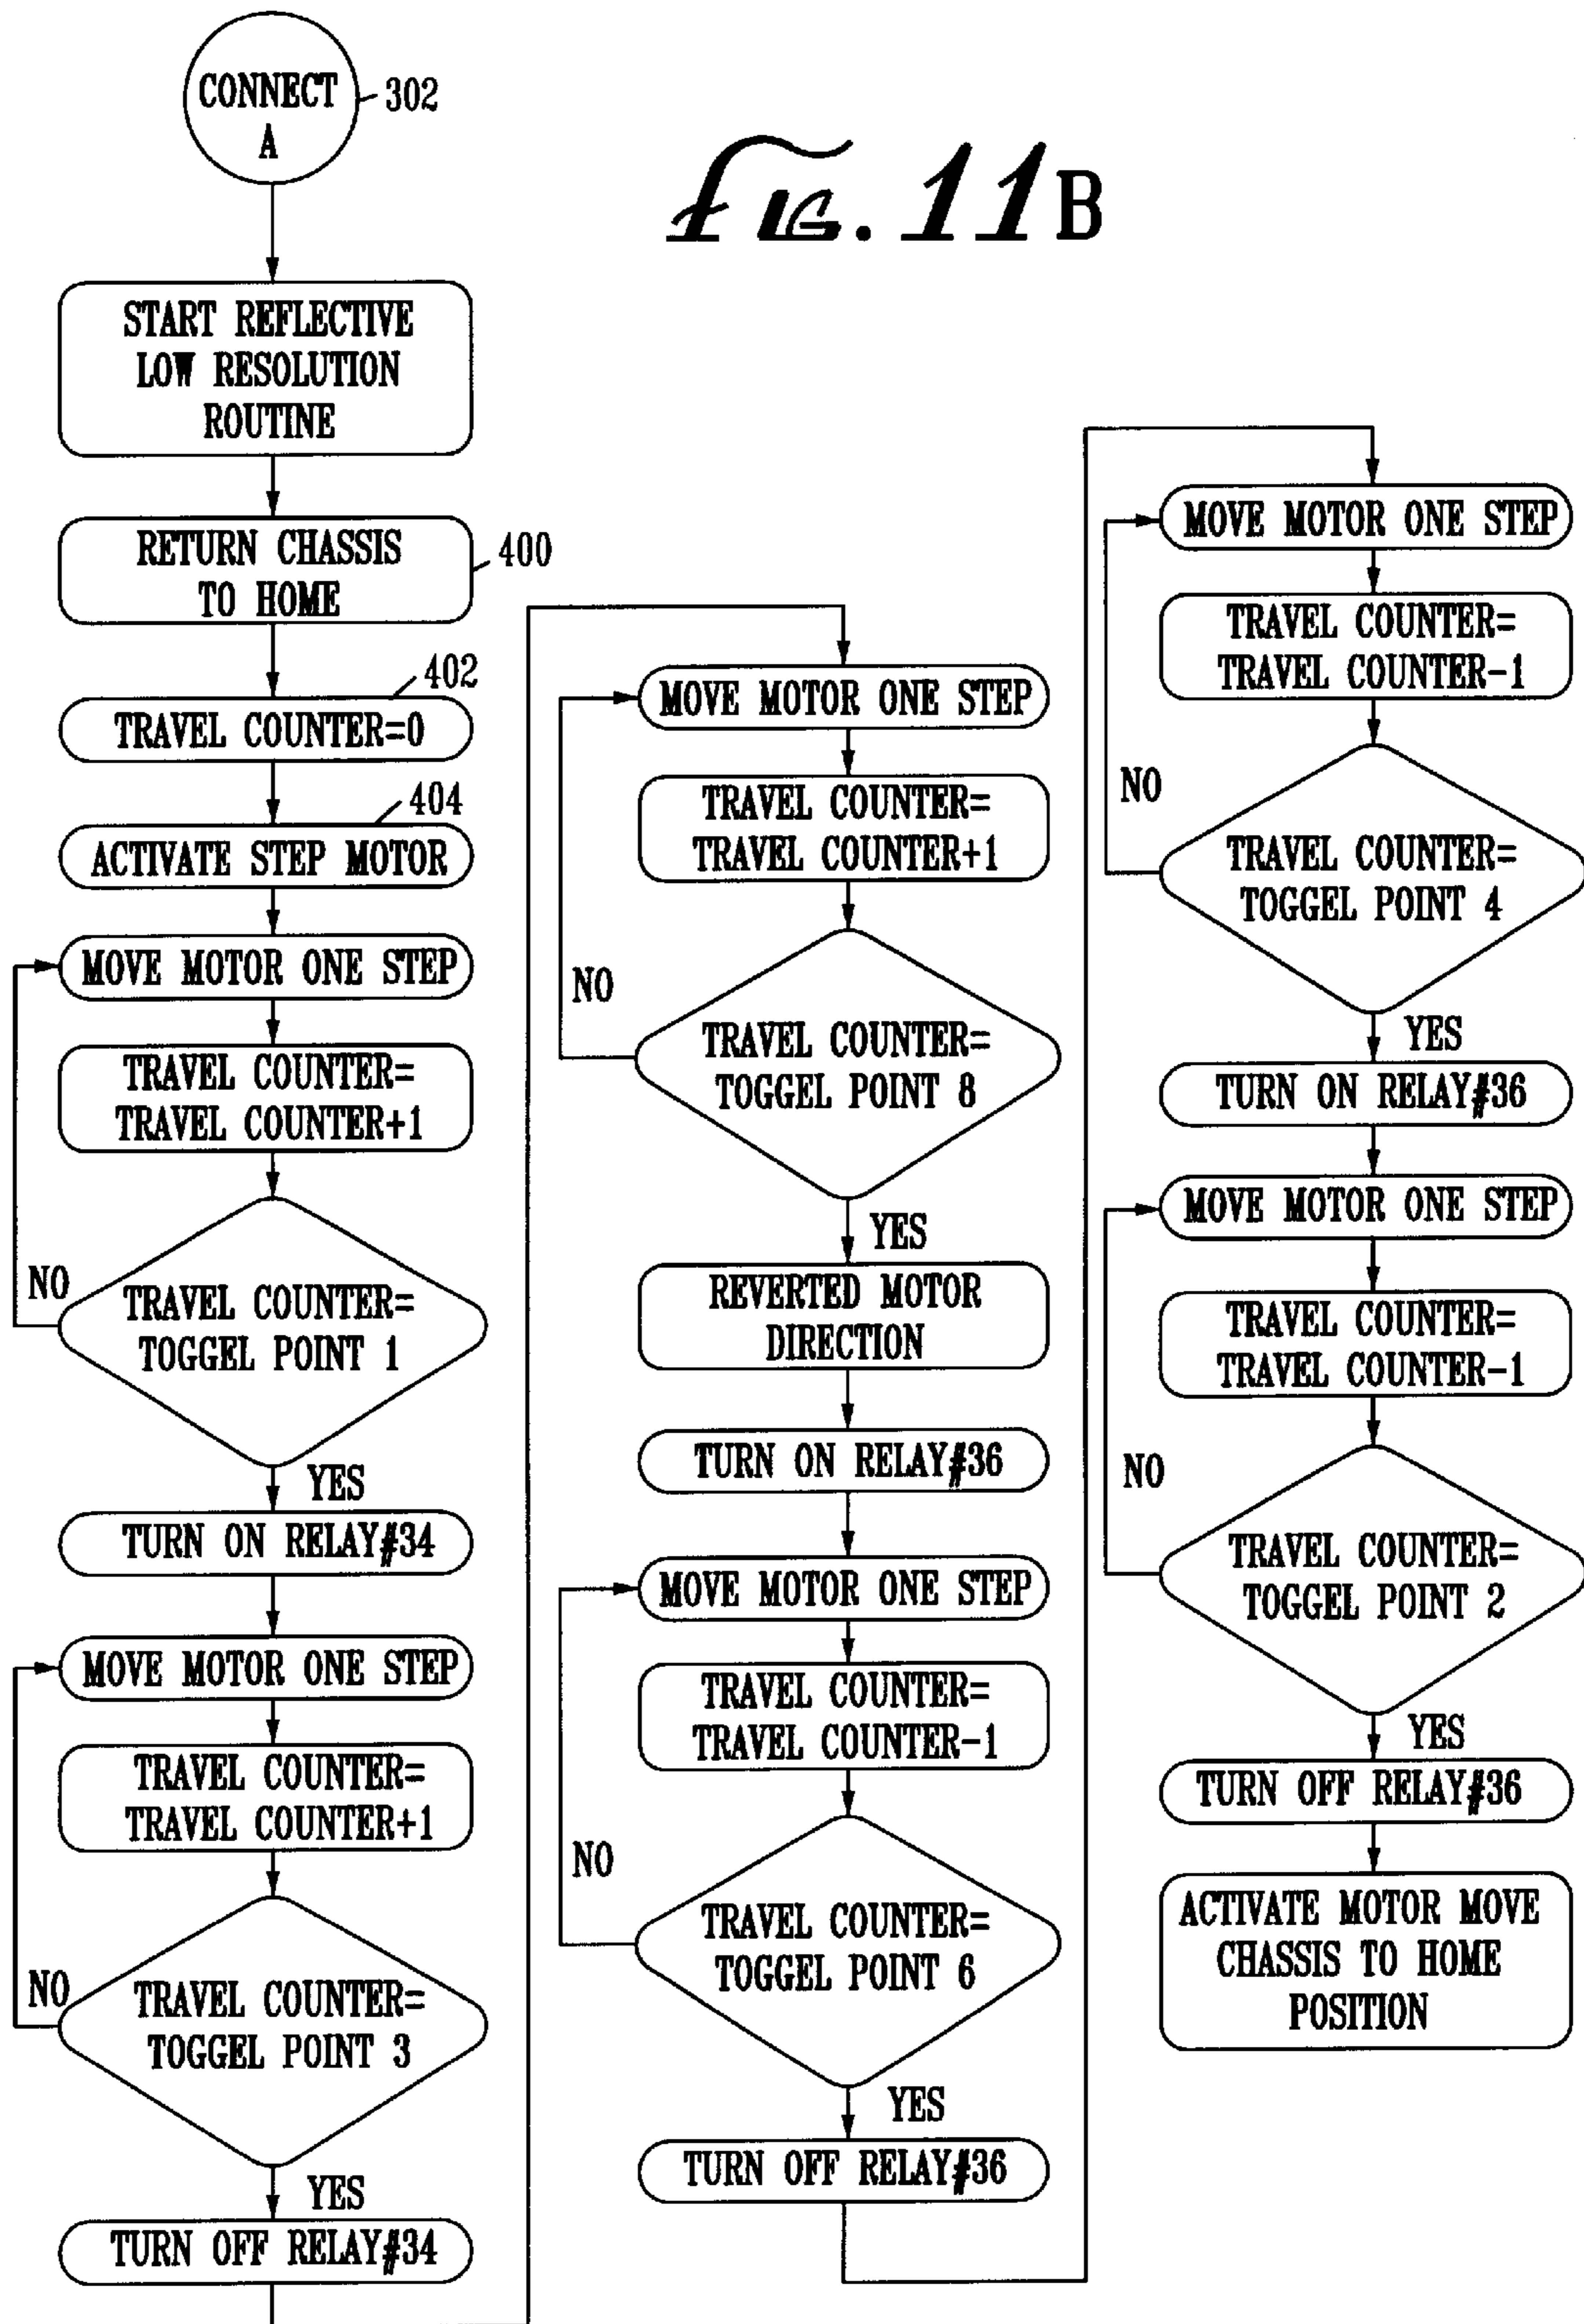 CONNECT
A
302
FIG. 11B
START REFLECTIVE
LOW RESOLUTION
ROUTINE
RETURN CHASSIS
TO HOME
400
402
TRAVEL COUNTER=0
404
ACTIVATE STEP MOTOR
MOVE MOTOR ONE STEP
TRAVEL COUNTER=
TRAVEL COUNTER+1
NO
TRAVEL COUNTER=
TOGGEL POINT 1
YES
TURN ON RELAY#34
MOVE MOTOR ONE STEP
TRAVEL COUNTER=
TRAVEL COUNTER+1
NO
TRAVEL COUNTER=
TOGGEL POINT 3
YES
TURN OFF RELAY#34
MOVE MOTOR ONE STEP
TRAVEL COUNTER=
TRAVEL COUNTER+1
NO
TRAVEL COUNTER=
TOGGEL POINT 8
YES
REVERTED MOTOR
DIRECTION
TURN ON RELAY#36
MOVE MOTOR ONE STEP
TRAVEL COUNTER=
TRAVEL COUNTER-1
NO
TRAVEL COUNTER=
TOGGEL POINT 6
YES
TURN OFF RELAY#36
MOVE MOTOR ONE STEP
TRAVEL COUNTER=
TRAVEL COUNTER-1
NO
TRAVEL COUNTER=
TOGGEL POINT 4
YES
TURN ON RELAY#36
MOVE MOTOR ONE STEP
TRAVEL COUNTER=
TRAVEL COUNTER-1
NO
TRAVEL COUNTER=
TOGGEL POINT 2
YES
TURN OFF RELAY#36
ACTIVATE MOTOR MOVE
CHASSIS TO HOME
POSITION